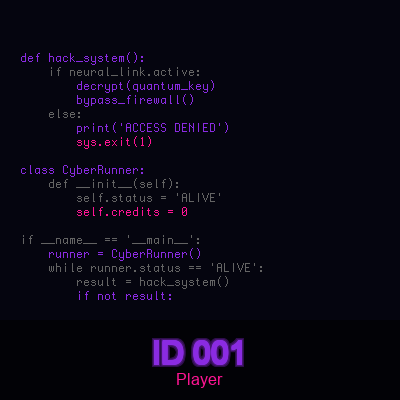 def hack_system():
    if neural_link.active:
        decrypt(quantum_key)
        bypass_firewall()
    else:
        print('ACCESS DENIED')
        sys.exit(1)
class CyberRunner:
    def __init__(self):
        self.status = 'ALIVE'
        self.credits = 0
if __name__ == '__main__':
    runner = CyberRunner()
    while runner.status == 'ALIVE':
        result = hack_system()
        if not result:
ID 001
Player